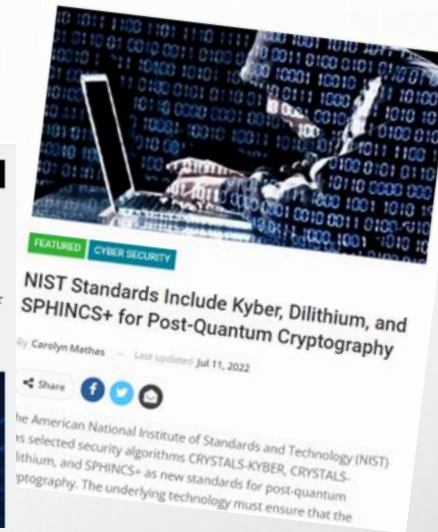 FEATURED CYBER SECURITY
NIST Standards Include Kyber, Dilithium, and
SPHINCS+ for Post-Quantum Cryptography
By Carolyn Mathas — Last updated Jul 11, 2022
Share
he American National Institute of Standards and Technology (NIST)
as selected security algorithms CRYSTALS-KYBER, CRYSTALS-
ilithium, and SPHINCS+ as new standards for post-quantum
yptography. The underlying technology must ensure that the